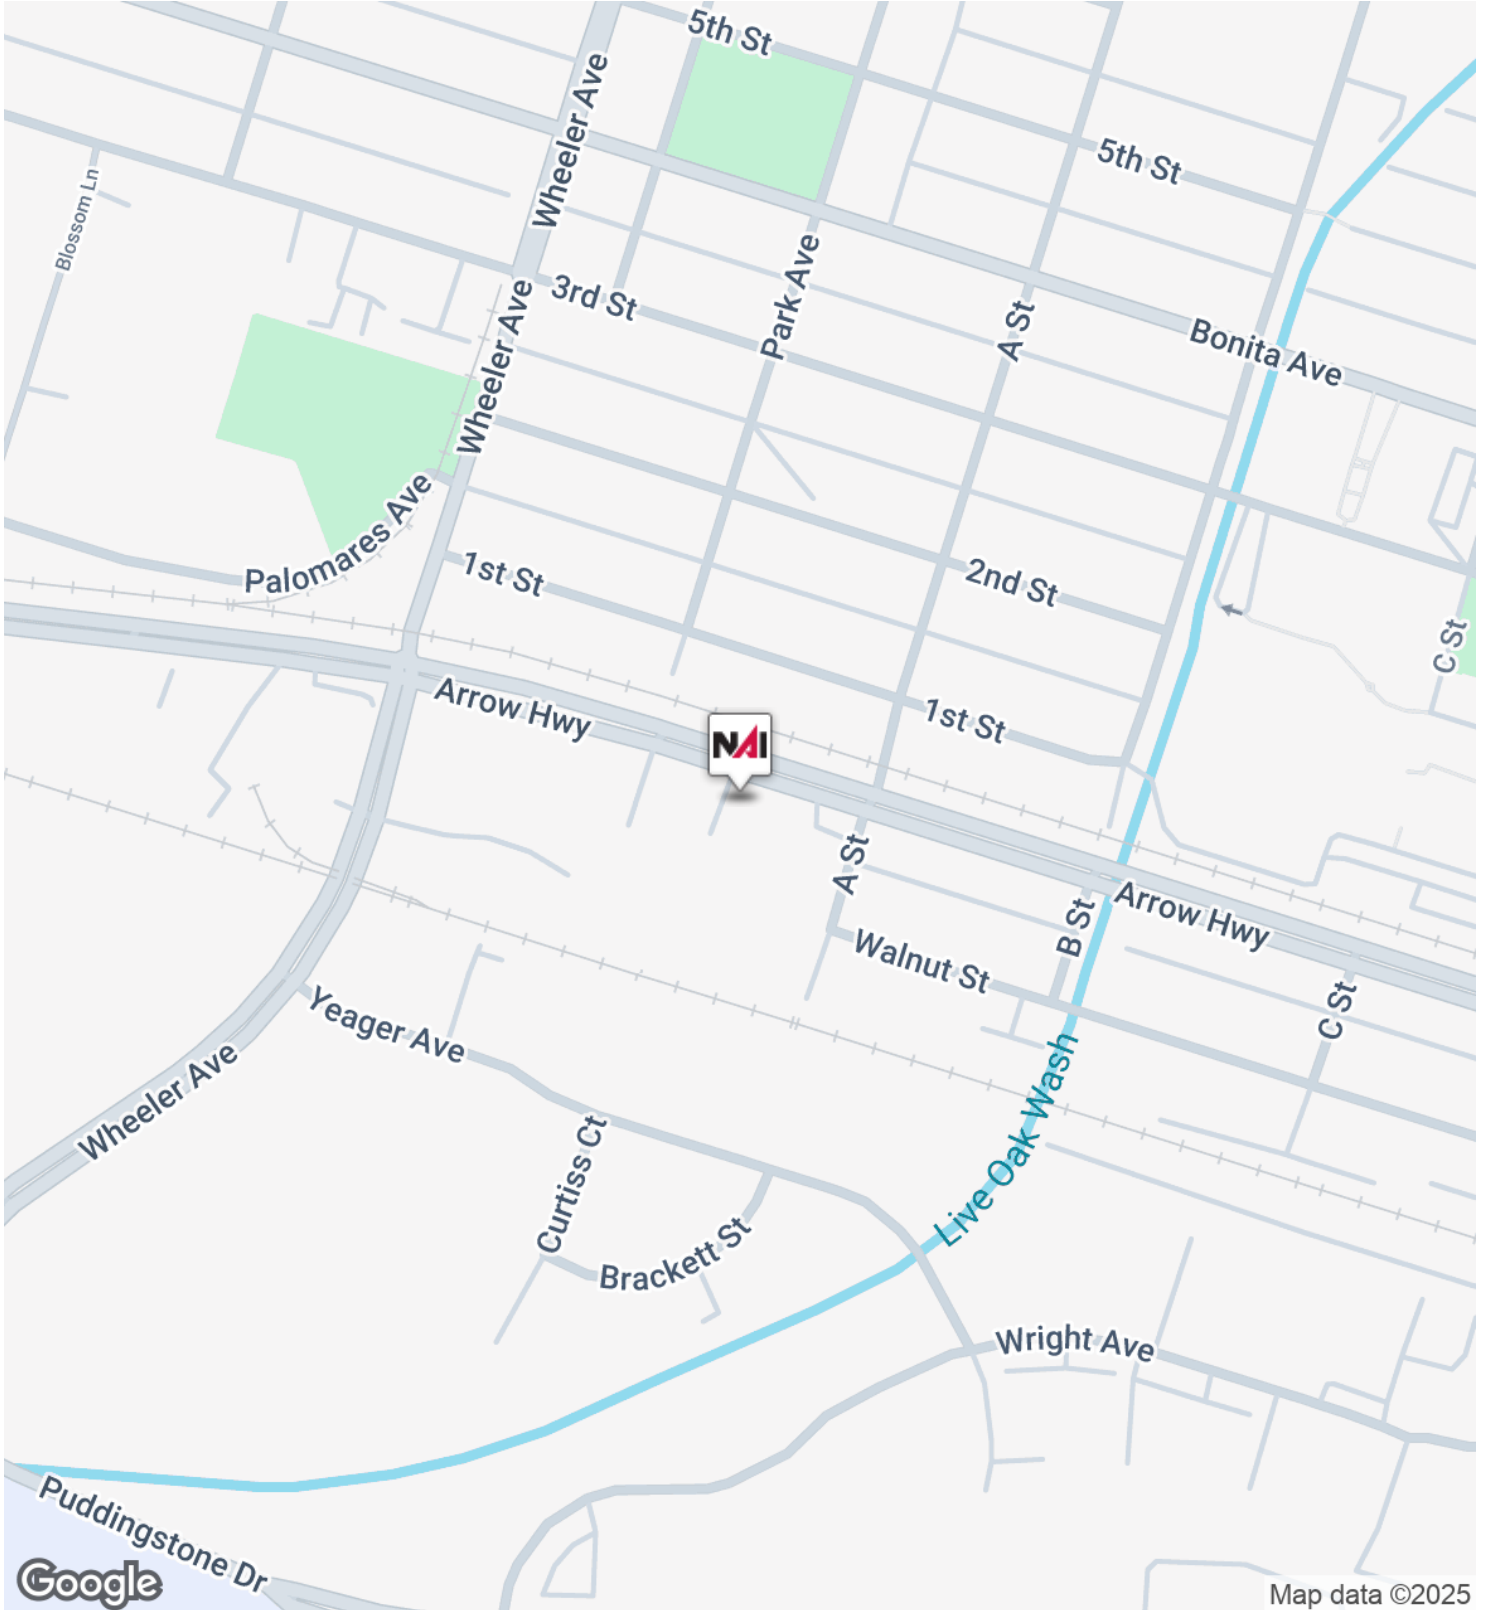 5th St
Wheeler Ave
5th St
Blossom Ln
Park Ave
3rd St
A St
Bonita Ave
Wheeler Ave
Palomares Ave
1st St
2nd St
C St
Arrow Hwy
1st St
NAI
A St
Arrow Hwy
B St
Walnut St
C St
Yeager Ave
Wheeler Ave
Live Oak Wash
Curtiss Ct
Brackett St
Wright Ave
Puddingstone Dr
Google
Map data ©2025